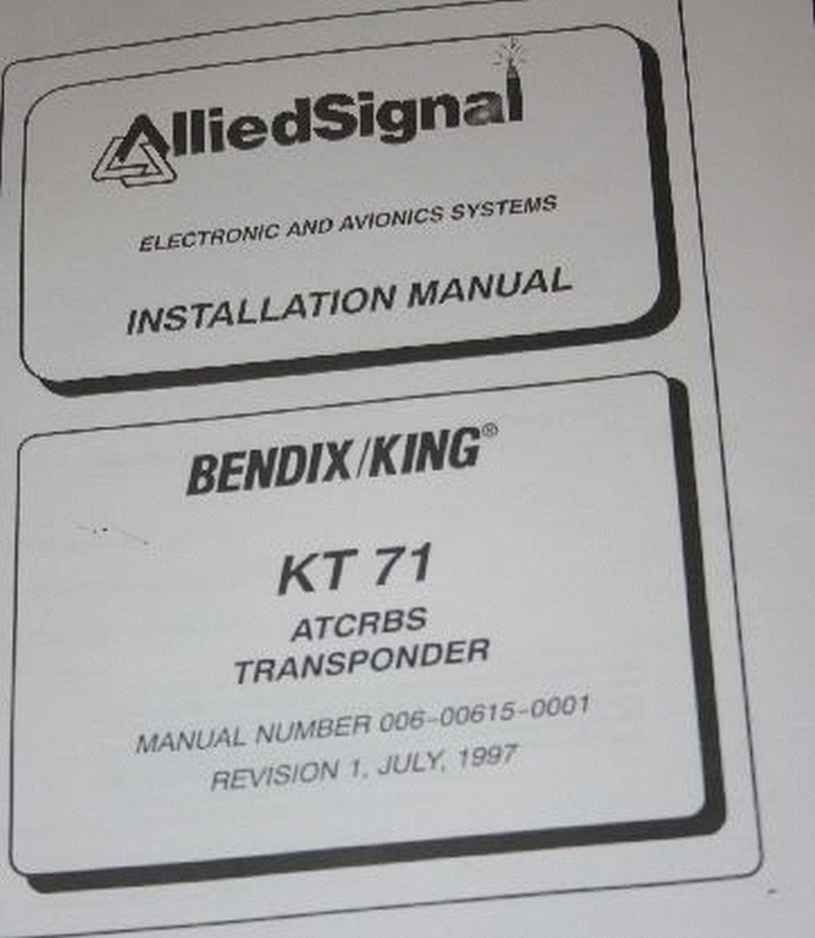 AlliedSignal
ELECTRONIC AND AVIONICS SYSTEMS
INSTALLATION MANUAL
BENDIX/KING®
KT 71
ATCRBS
TRANSPONDER
MANUAL NUMBER 006-00615-0001
REVISION 1, JULY, 1997